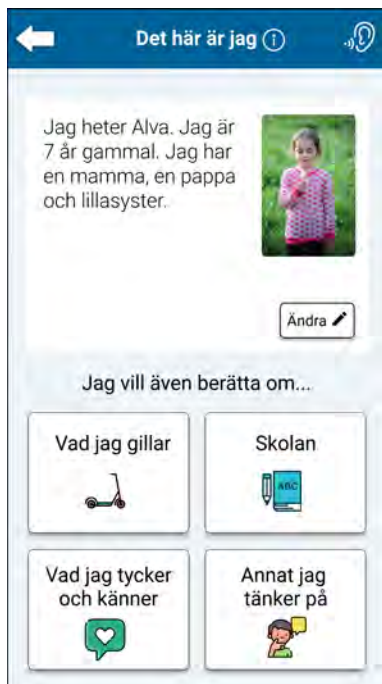 Det här är jag
Jag heter Alva. Jag är
7 år gammal. Jag har
en mamma, en pappa
och lillasyster.
Ändra
Jag vill även berätta om...
Vad jag gillar
Skolan
ABC
Vad jag tycker
och känner
Annat jag
tänker på